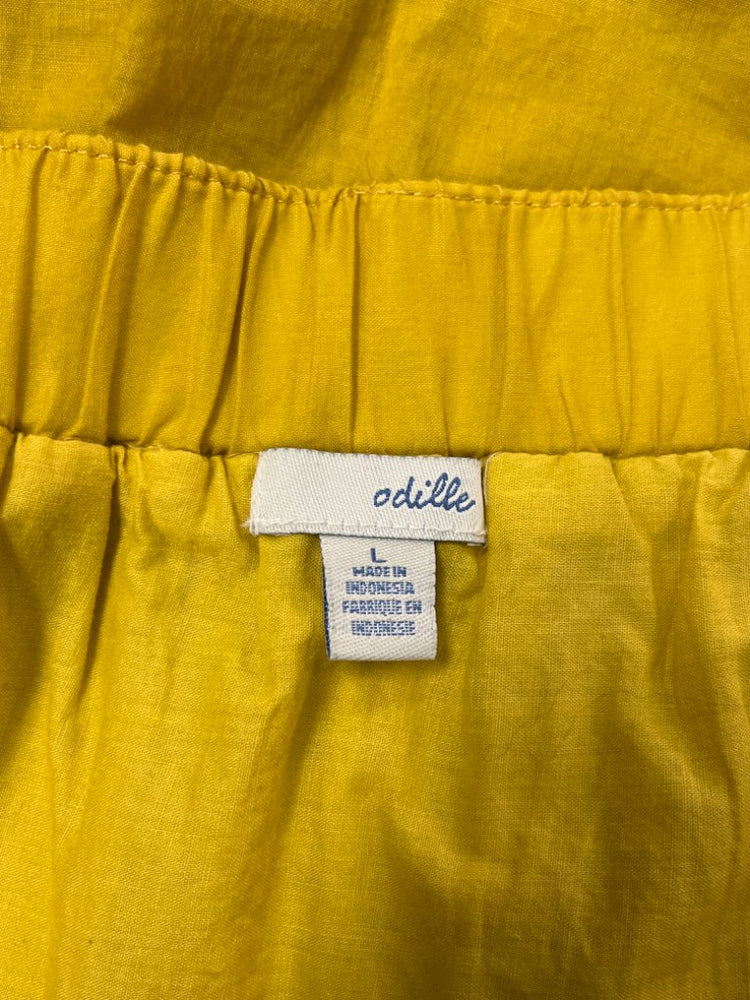 odille
L
MADE IN
INDONESIA
FABRIQUE EN
INDONESIE